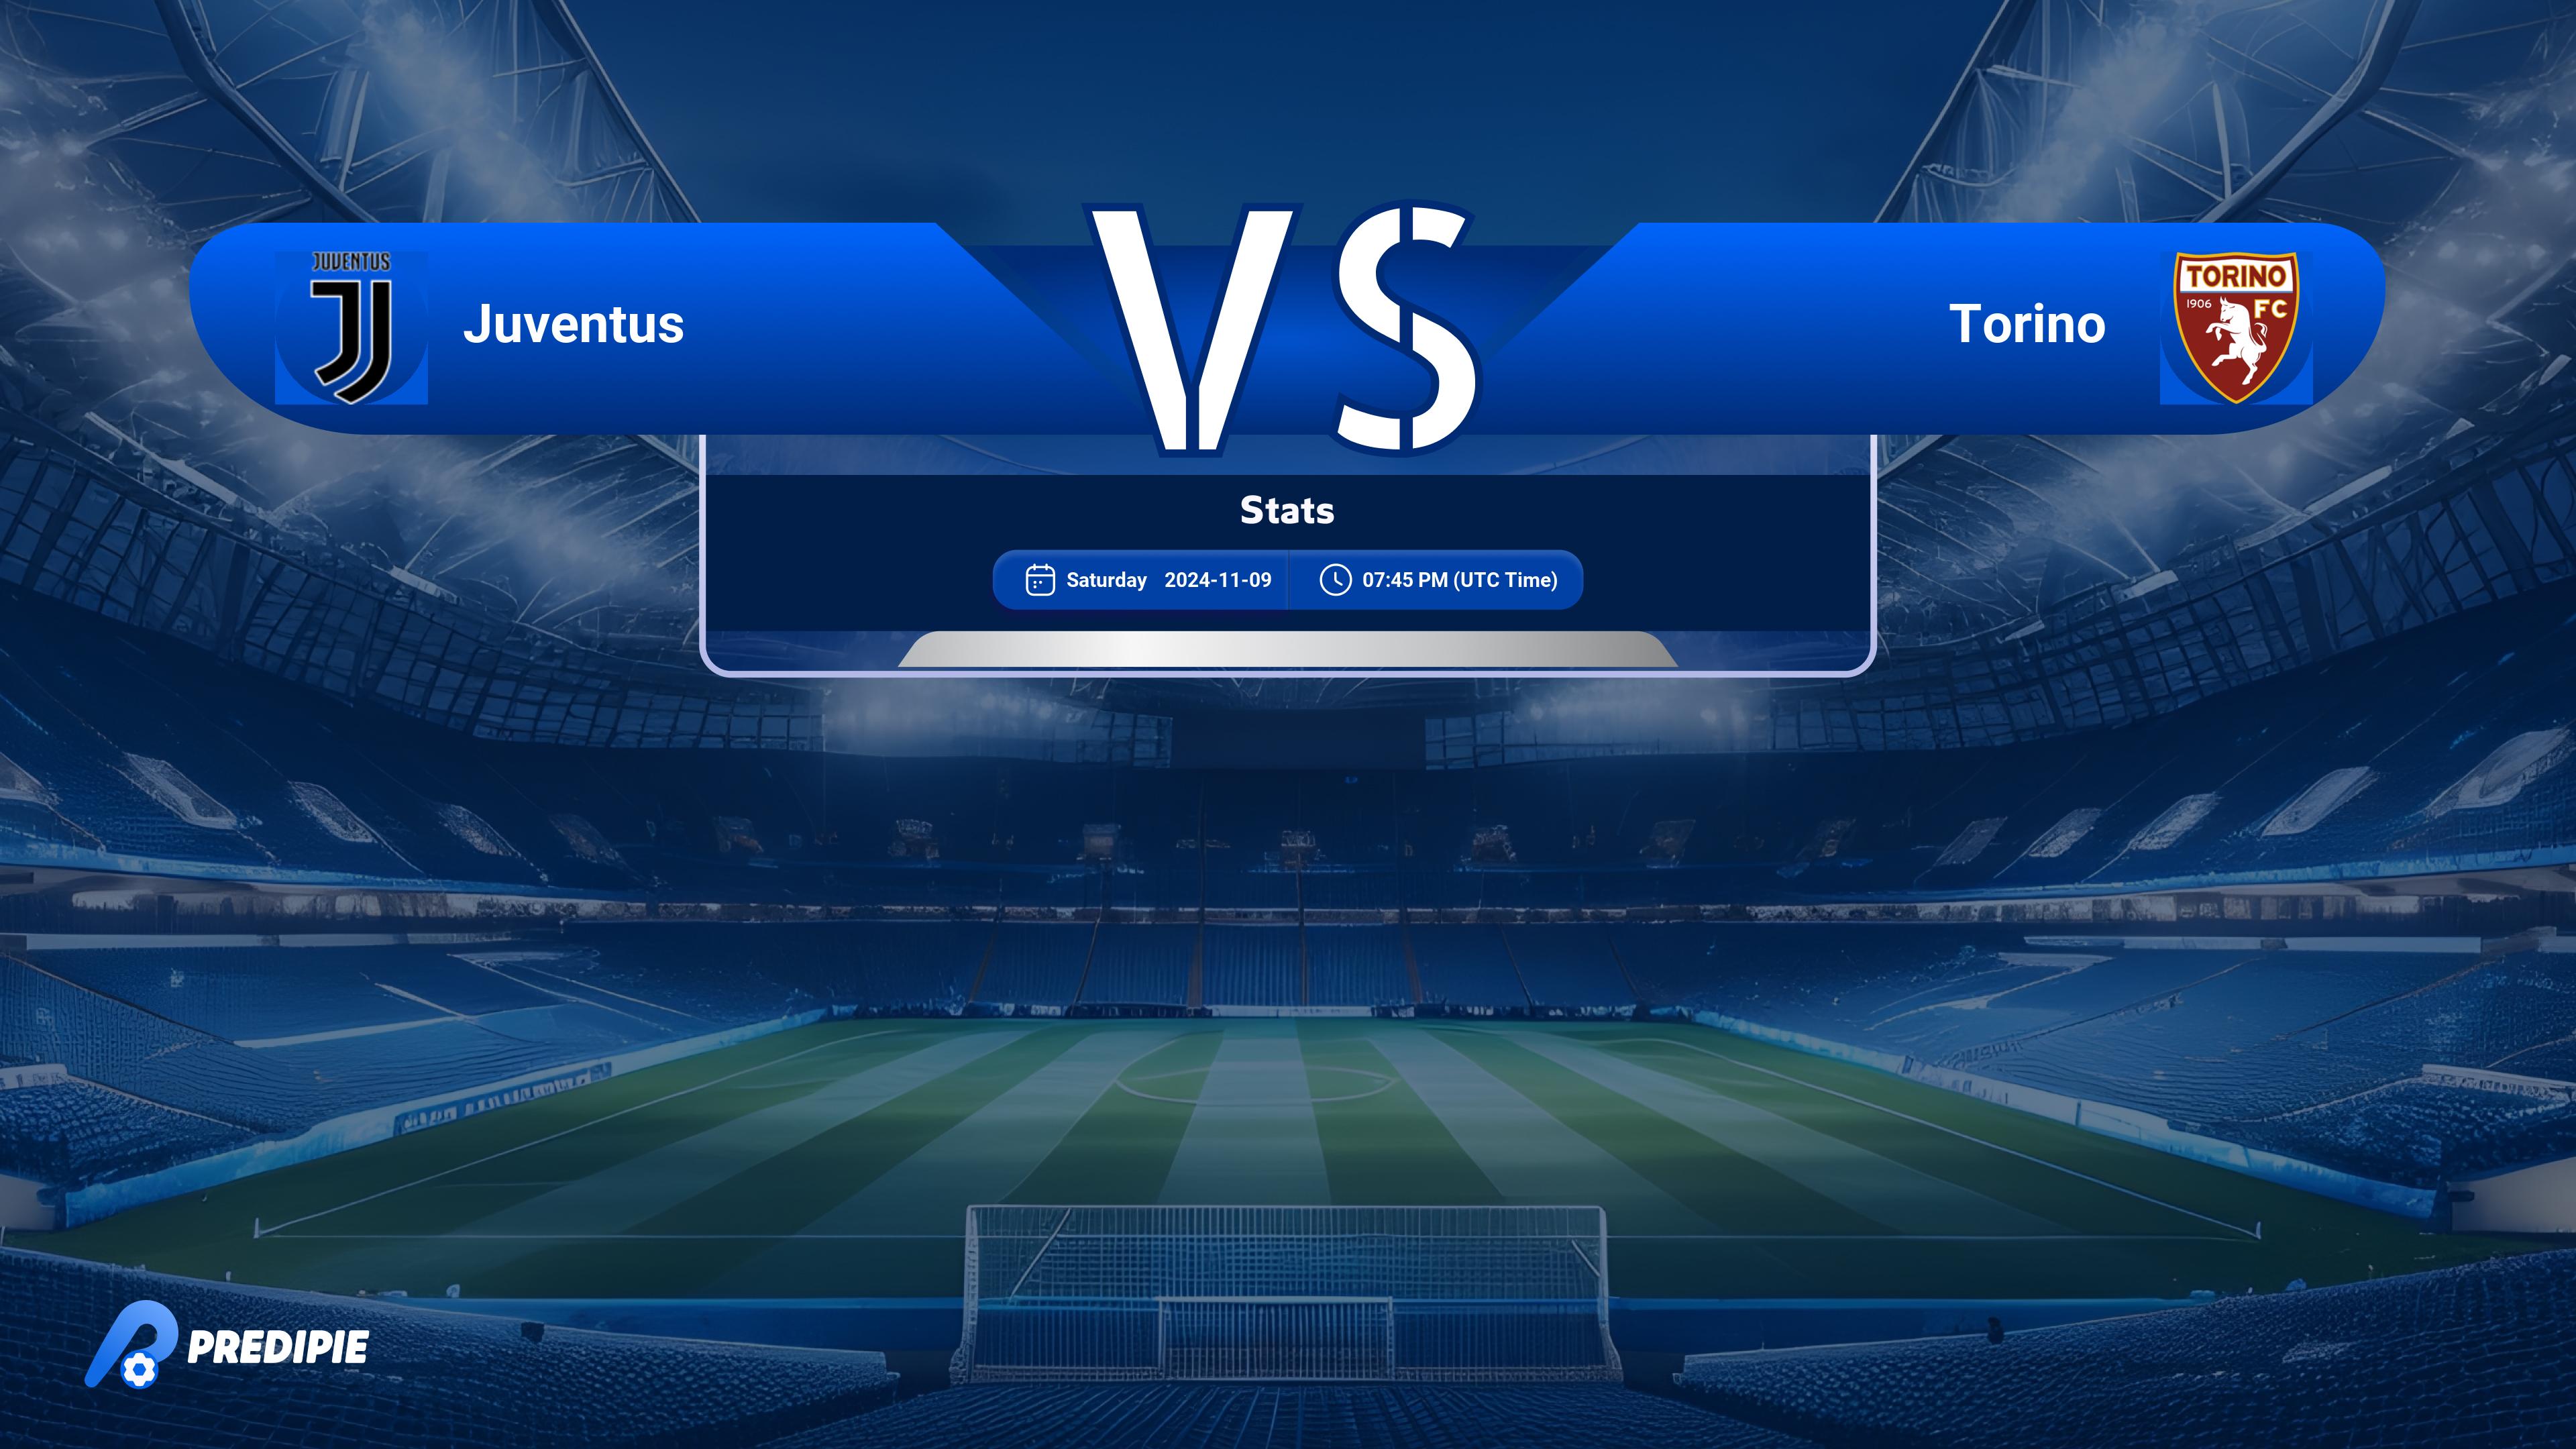 JUVENTUS
Juventus
VS
Torino
TORINO
1906 FC
Stats
Saturday 2024-11-09 07:45 PM (UTC Time)
PREDIPIE